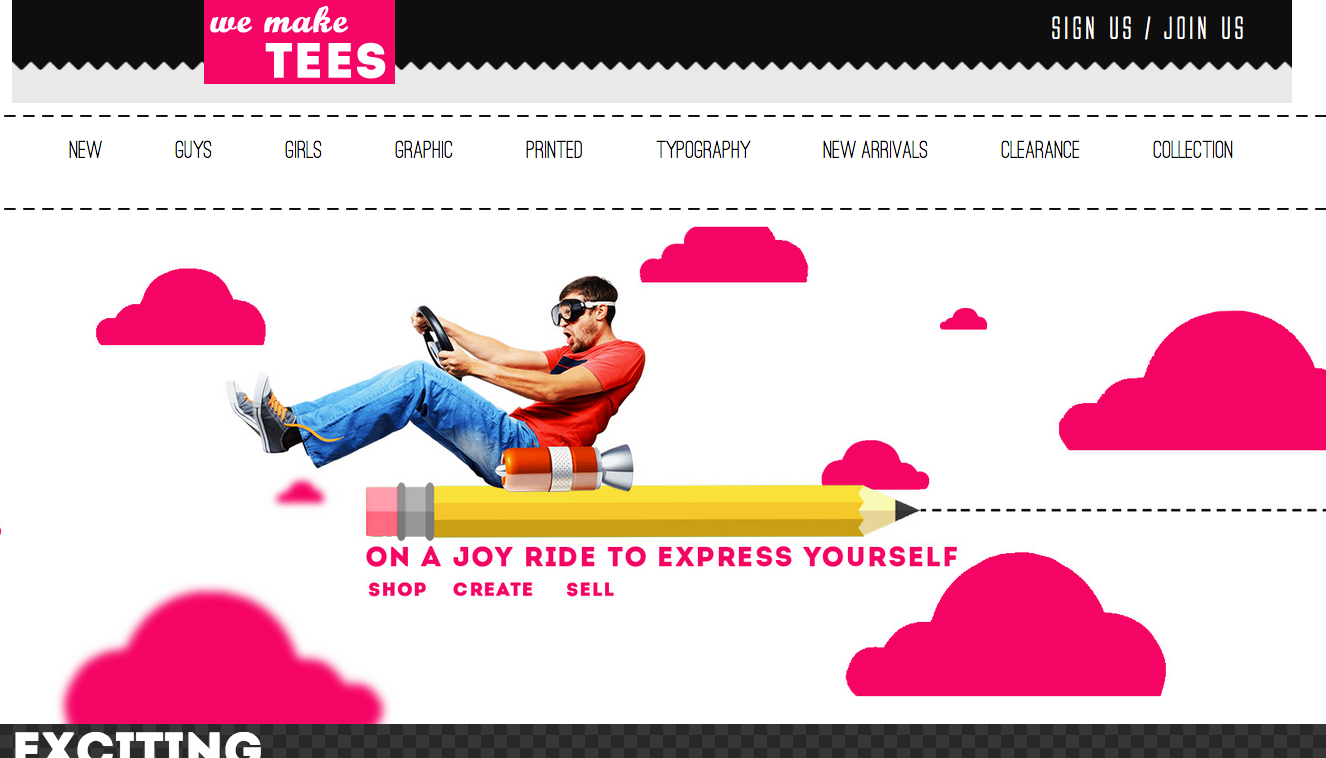 we make
TEES
SIGN US / JOIN US
NEW GUYS GIRLS GRAPHIC PRINTED TYPOGRAPHY NEW ARRIVALS CLEARANCE COLLECTION
ON A JOY RIDE TO EXPRESS YOURSELF
SHOP CREATE SELL
EXCITING